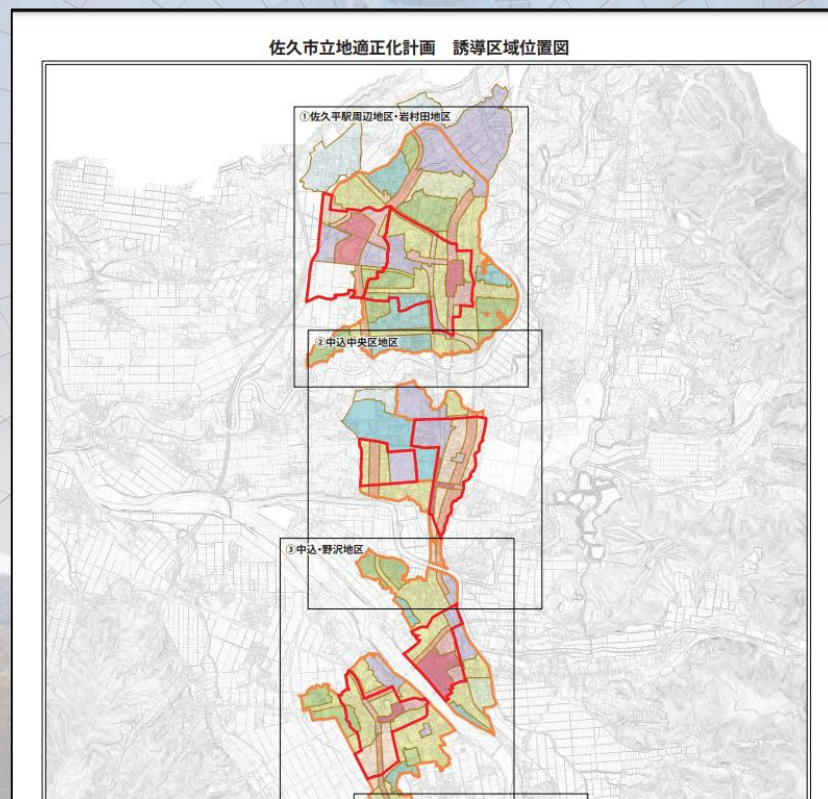 佐久市立地適正化計画　誘導区域位置図
①佐久平駅周辺地区・岩村田地区
②中込中央区地区
③中込・野沢地区